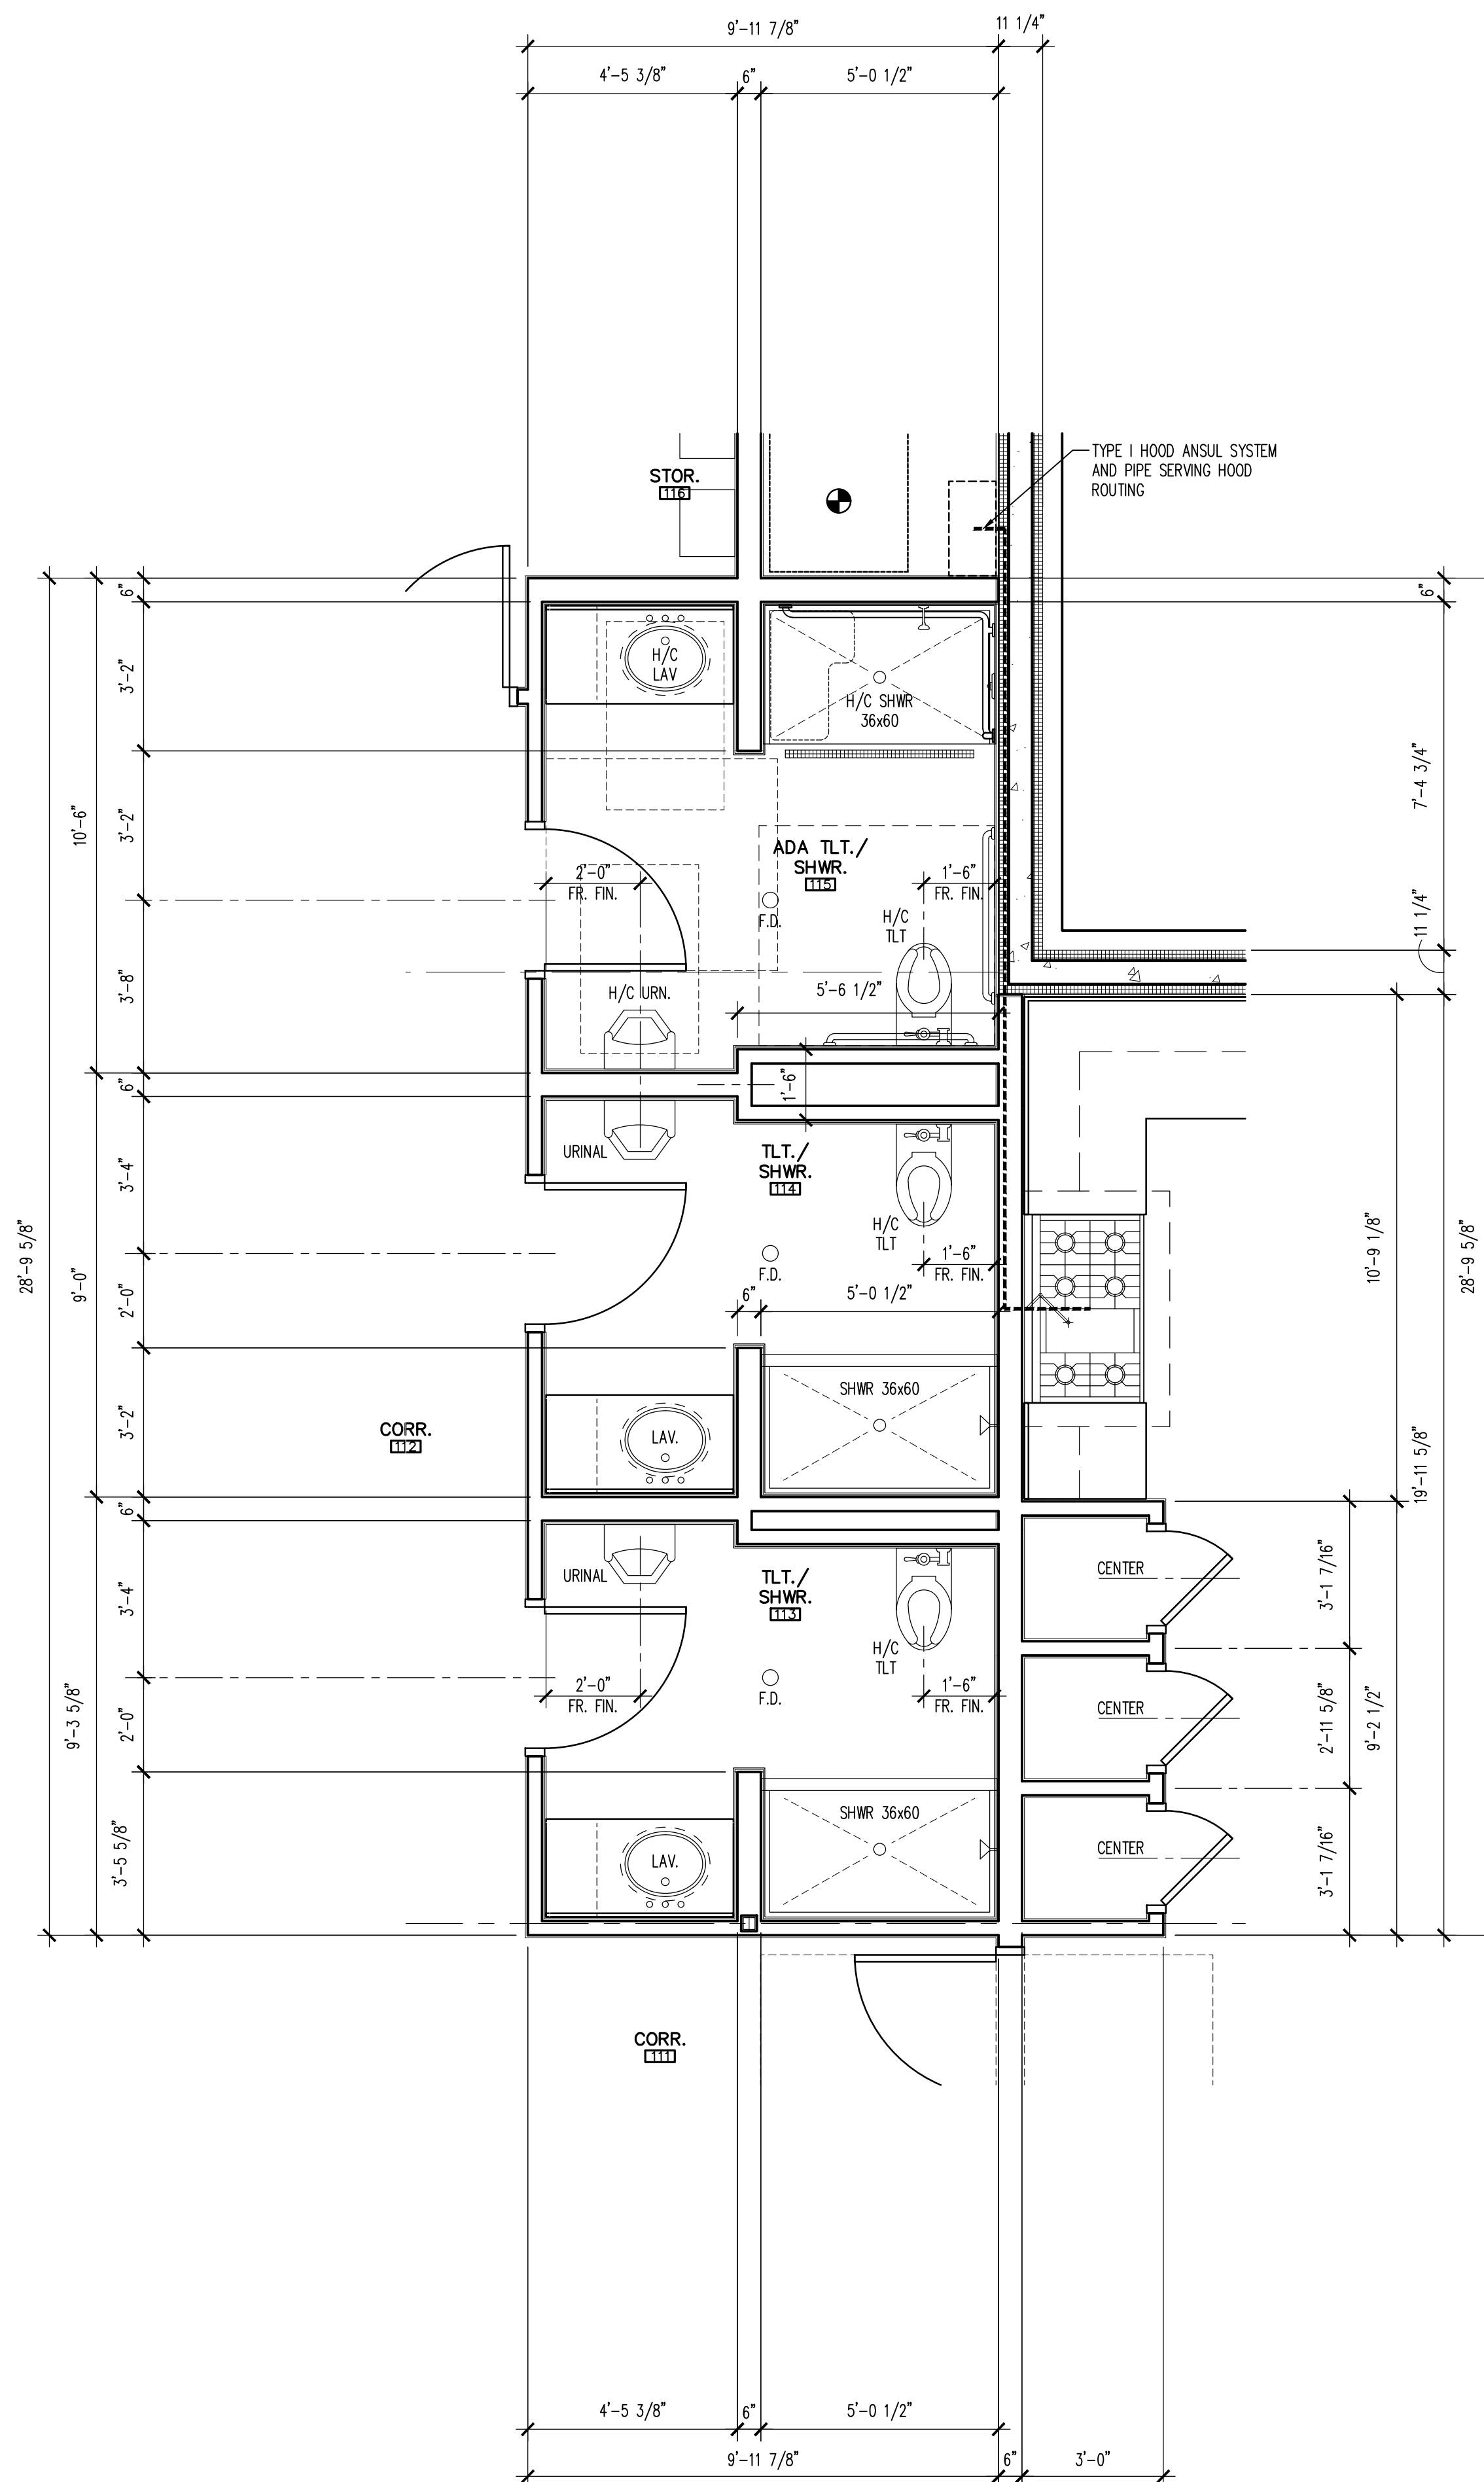 9'-11 7/8"
11 1/4"
4'-5 3/8"
6"
5'-0 1/2"
TYPE I HOOD ANSUL SYSTEM
AND PIPE SERVING HOOD
ROUTING
STOR.
116
6"
6"
3'-2"
H/C
LAV
H/C SHWR
36x60
7'-4 3/4"
10'-6"
3'-2"
ADA TLT./
SHWR.
115
2'-0"
FR. FIN.
1'-6"
FR. FIN.
F.D.
H/C
TLT
11 1/4"
3'-8"
H/C URN.
5'-6 1/2"
6"
1'-6"
URINAL
TLT./
SHWR.
114
3'-4"
H/C
TLT
28'-9 5/8"
9'-0"
F.D.
1'-6"
FR. FIN.
10'-9 1/8"
28'-9 5/8"
2'-0"
6"
5'-0 1/2"
SHWR 36x60
3'-2"
CORR.
112
LAV.
19'-11 5/8"
6"
URINAL
TLT./
SHWR.
113
CENTER
3'-1 7/16"
3'-4"
H/C
TLT
2'-0"
FR. FIN.
F.D.
1'-6"
FR. FIN.
CENTER
2'-11 5/8"
9'-2 1/2"
9'-3 5/8"
2'-0"
SHWR 36x60
3'-5 5/8"
LAV.
CENTER
3'-1 7/16"
CORR.
111
4'-5 3/8"
6"
5'-0 1/2"
9'-11 7/8"
6"
3'-0"